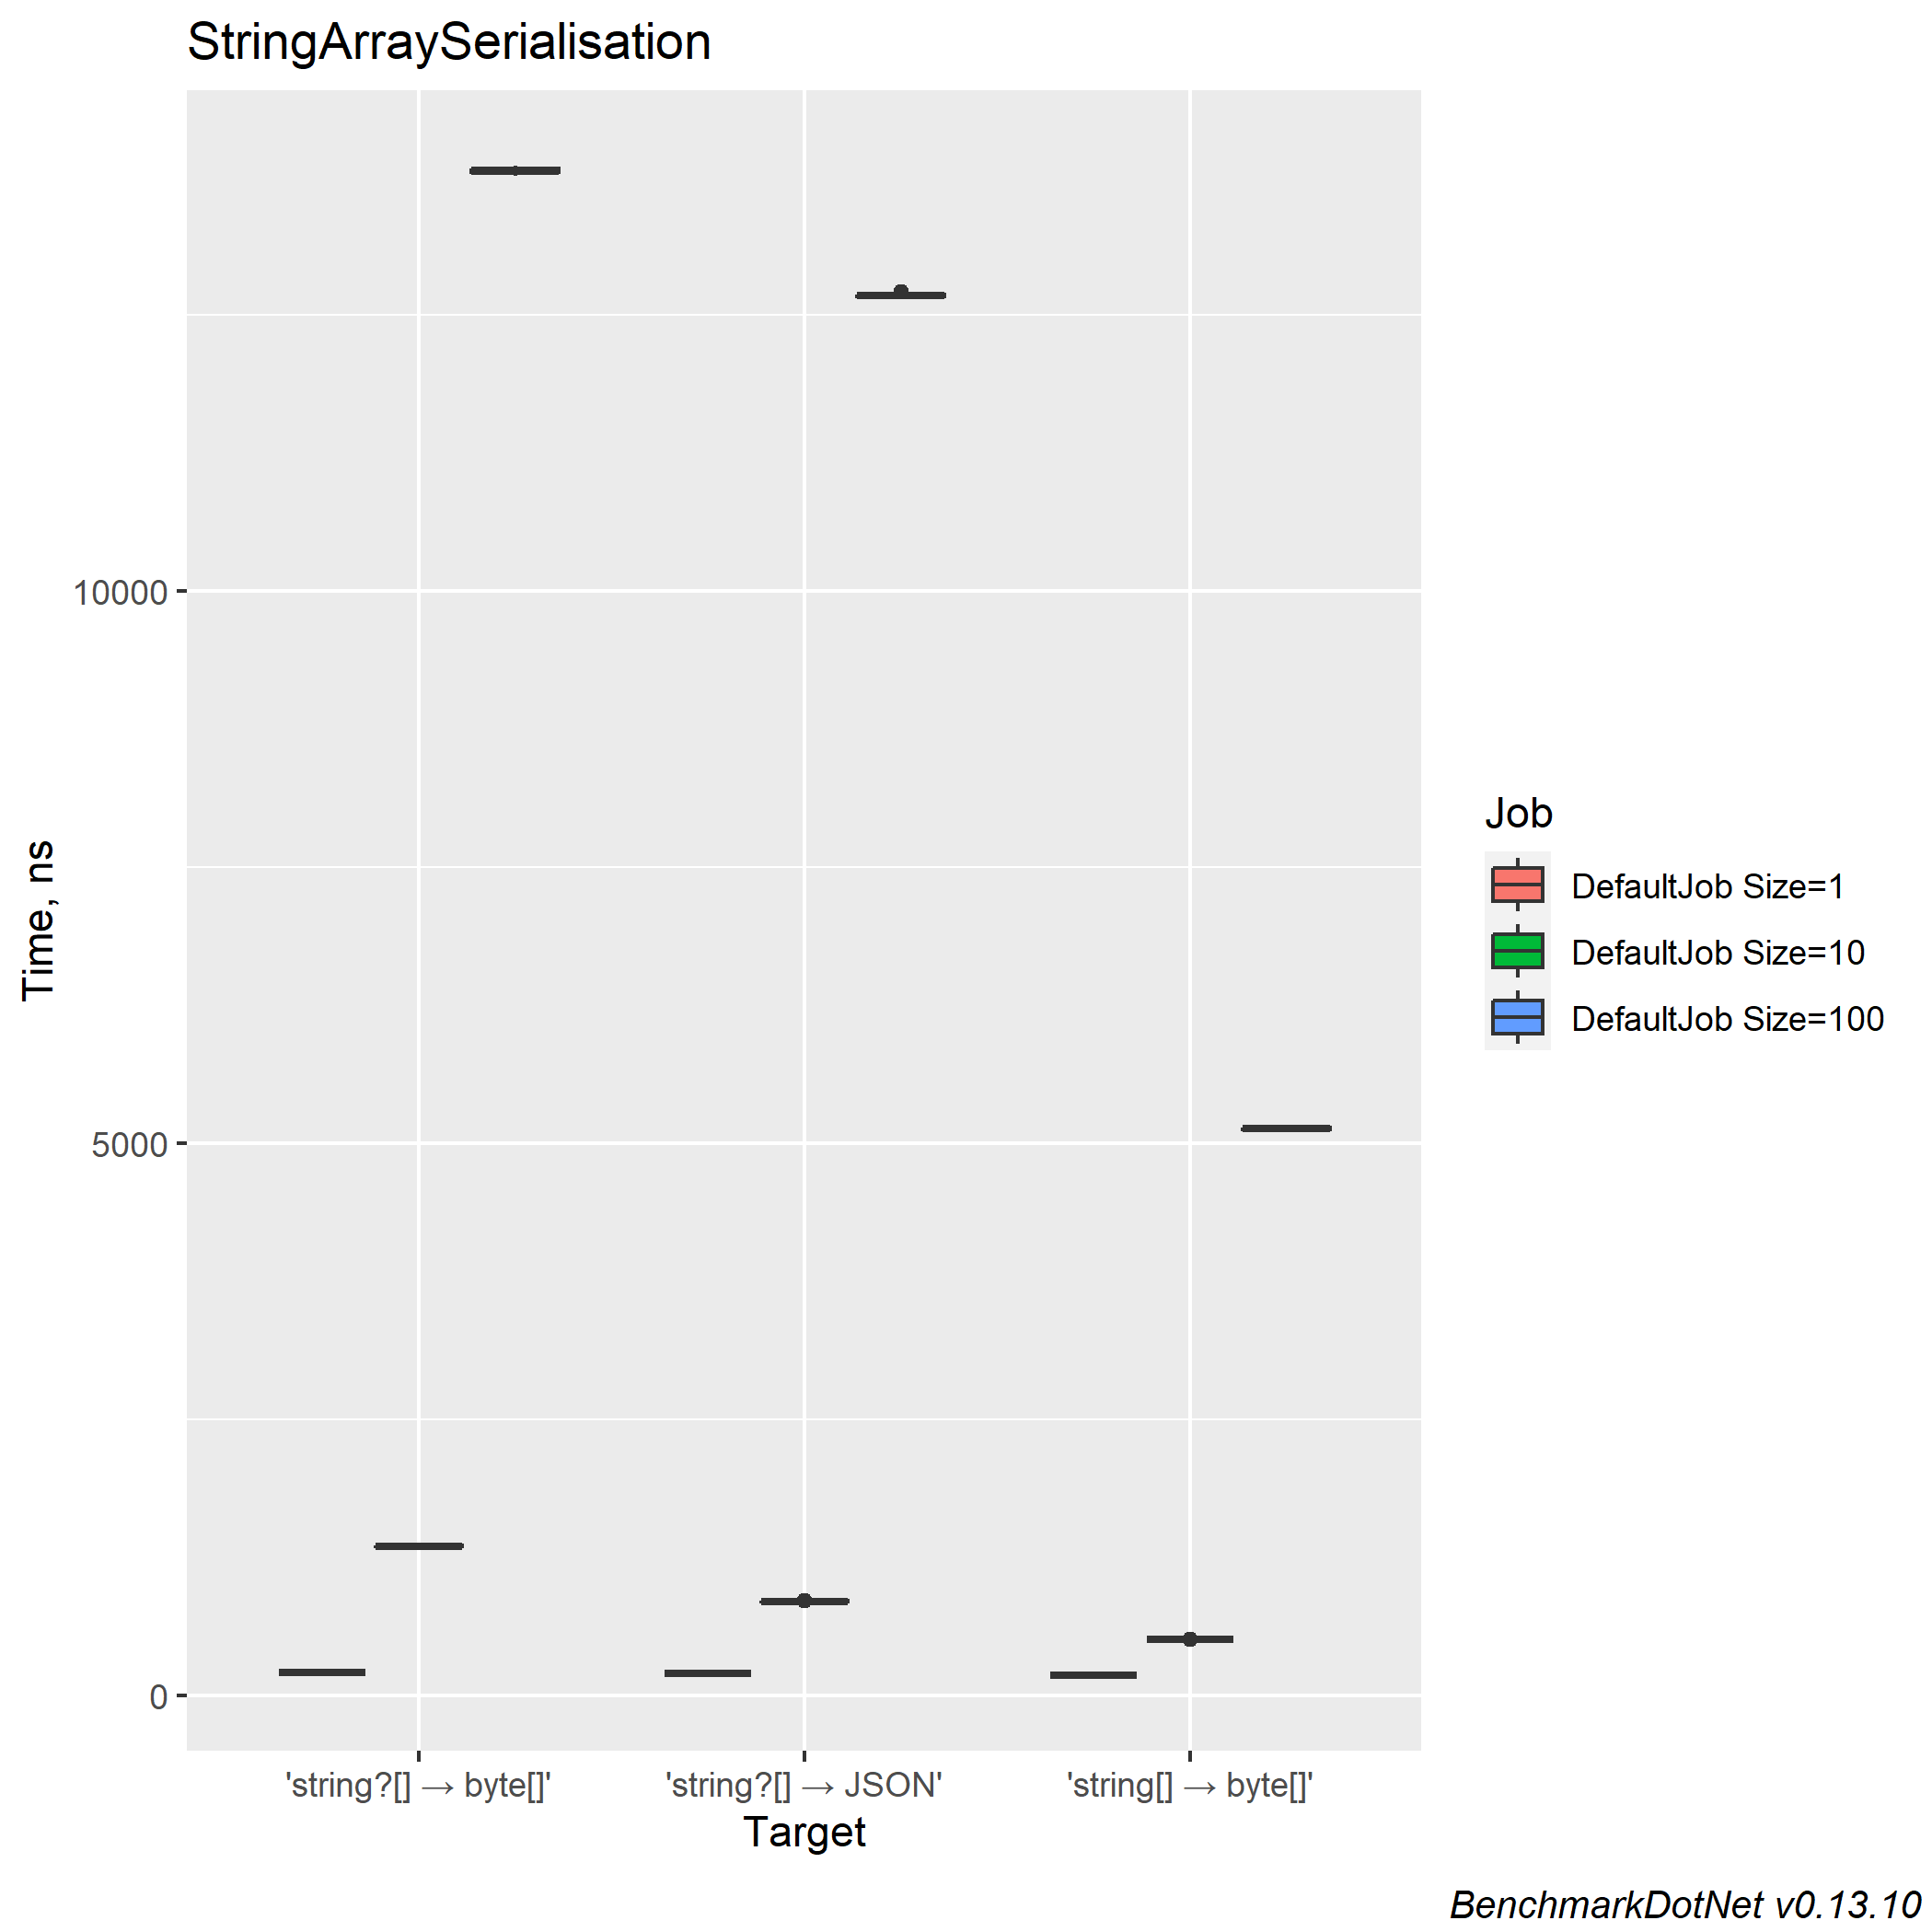 StringArraySerialisation
Time, ns
10000
5000
0
'string?[] → byte[]'
'string?[] → JSON'
'string[] → byte[]'
Target
Job
DefaultJob Size=1
DefaultJob Size=10
DefaultJob Size=100
BenchmarkDotNet v0.13.10